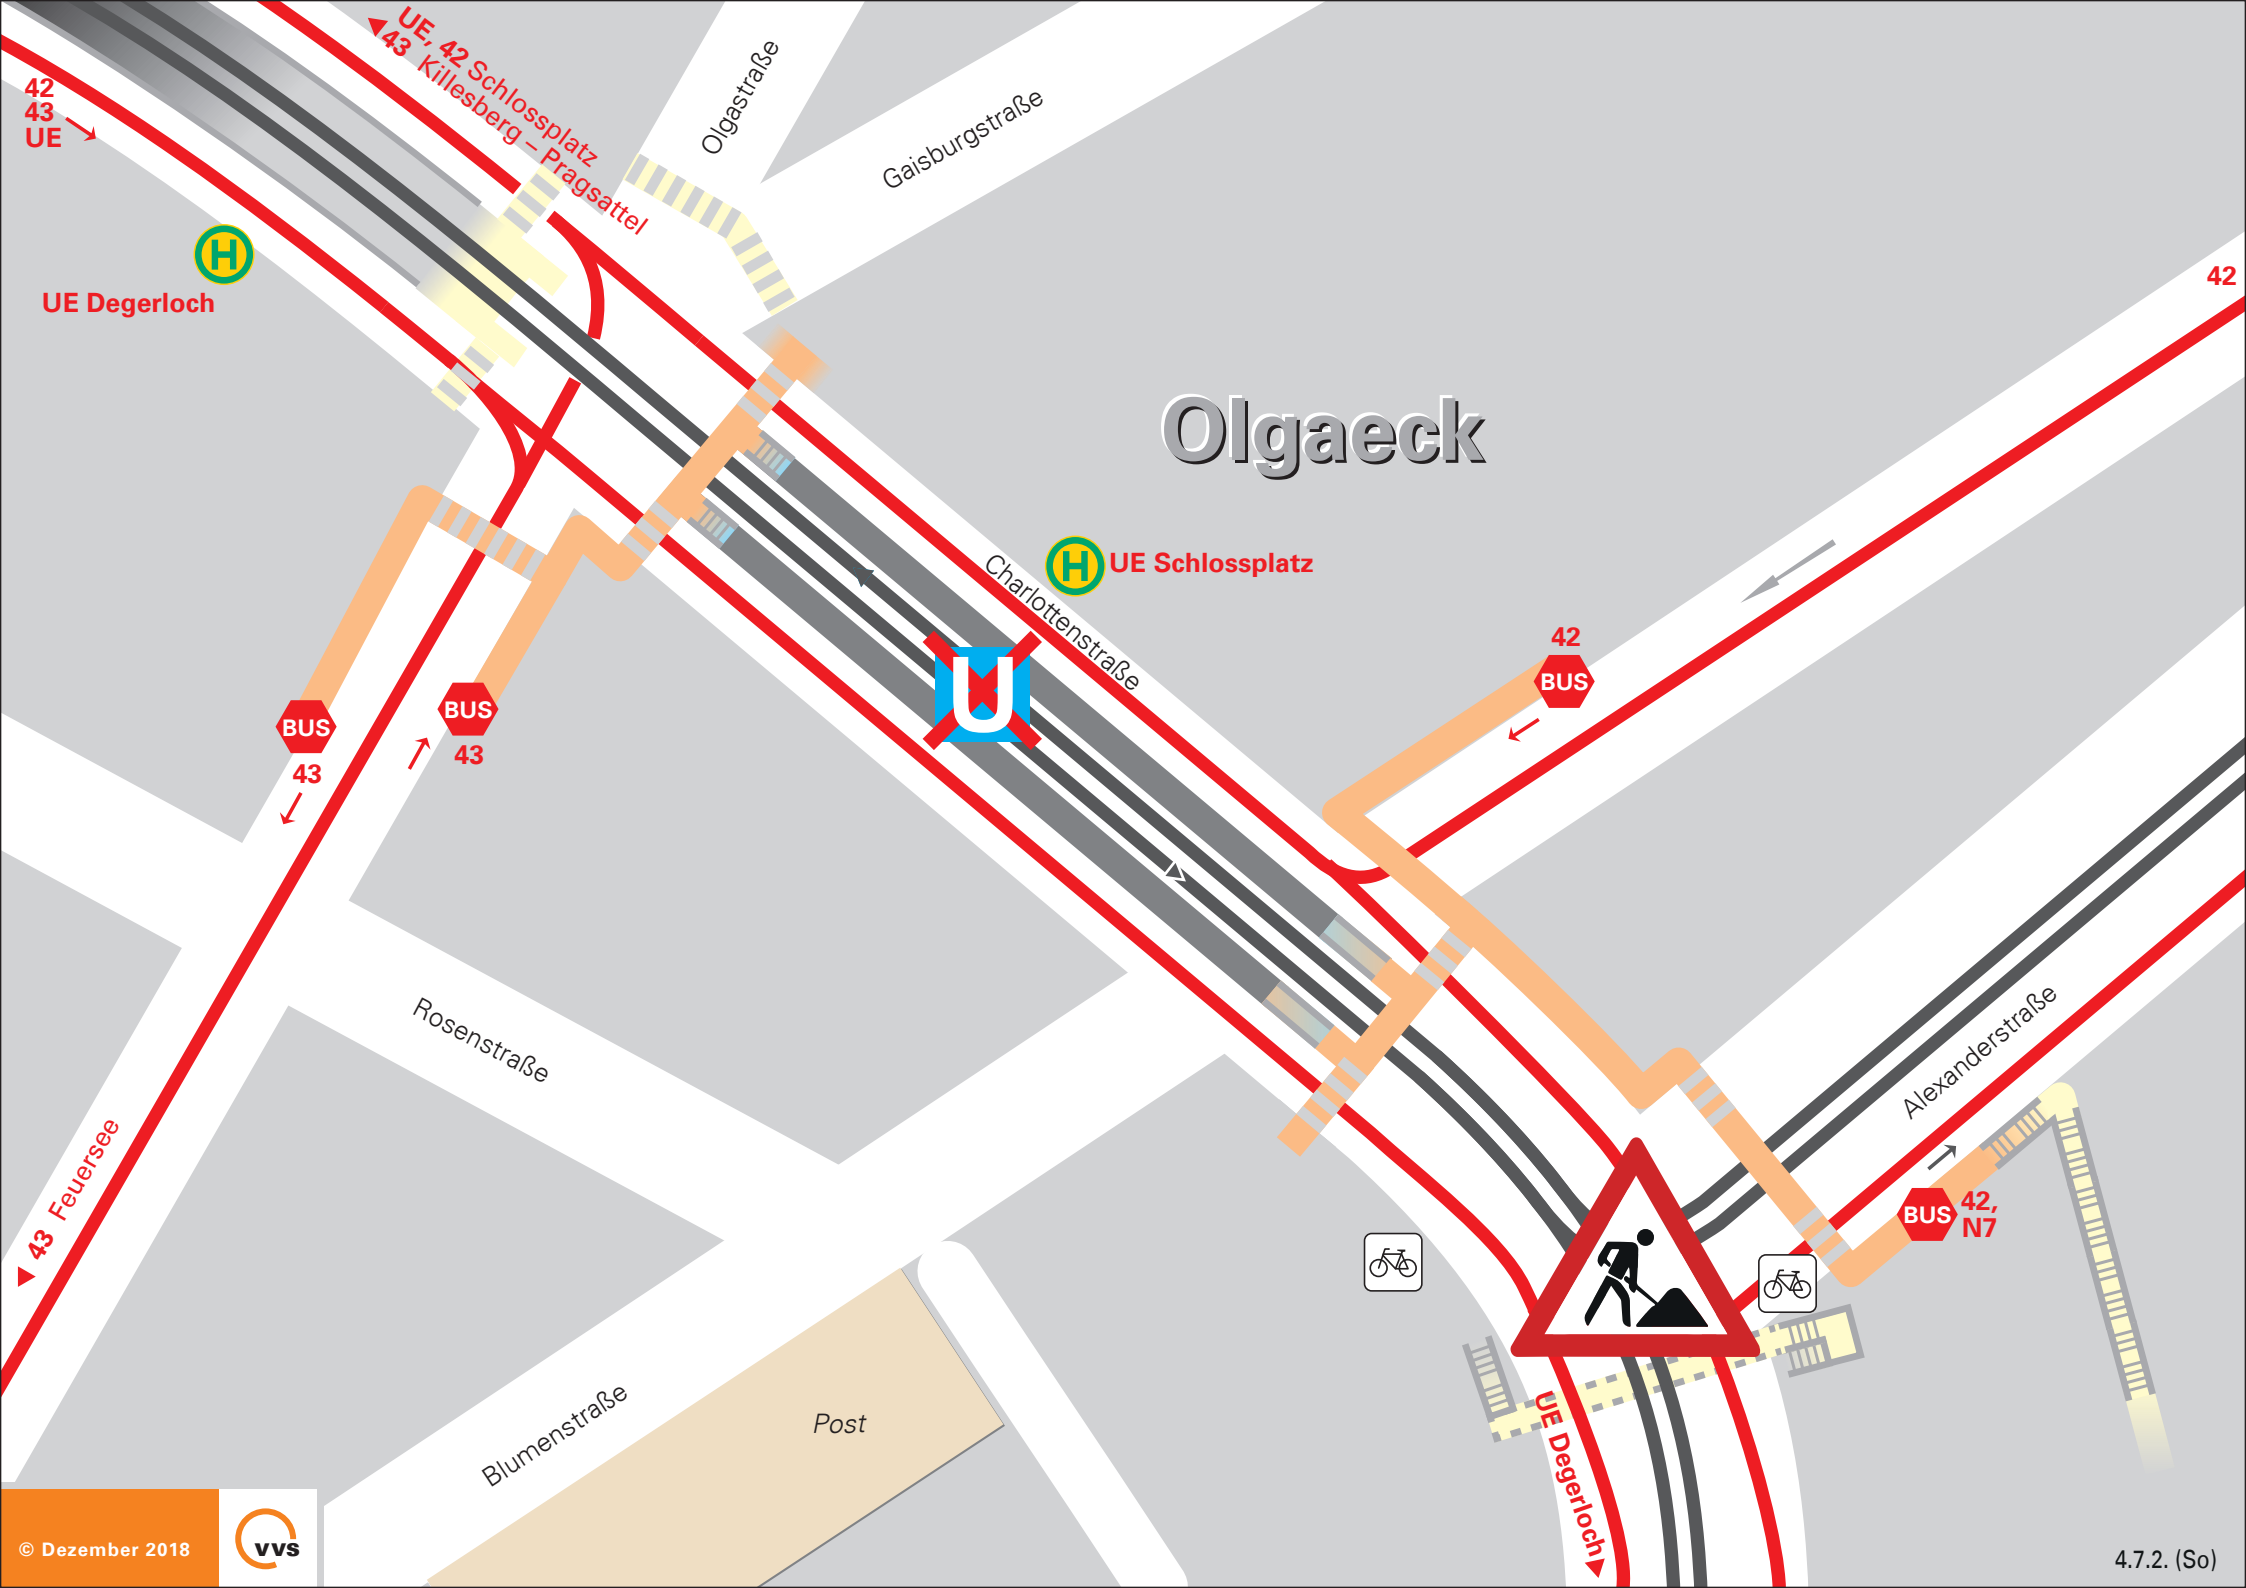 UE, 42 Schlossplatz
43 Killesberg – Pragsattel
42
43
UE
Olgastraße
Gaisburgstraße
H
UE Degerloch
42
Olgaeck
H UE Schlossplatz
Charlottenstraße
42
BUS
U
BUS
43
BUS
43
Rosenstraße
Alexanderstraße
BUS
42,
N7
43 Feuersee
Blumenstraße
Post
UE Degerloch
© Dezember 2018
vvs
4.7.2. (So)